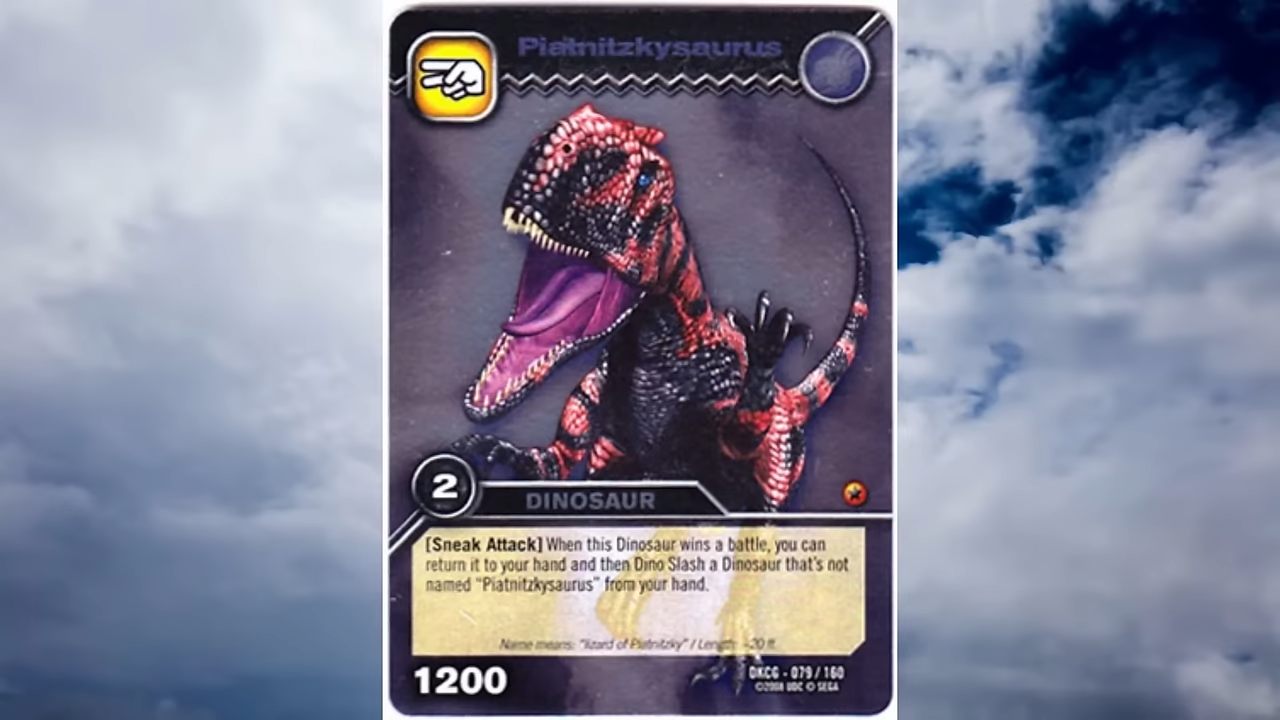 Piatnitzkysaurus
2
DINOSAUR
[Sneak Attack] When this Dinosaur wins a battle, you can
return it to your hand and then Dino Slash a Dinosaur that's not
named "Piatnitzkysaurus" from your hand.
Name means: "lizard of Piatnitzky" / Length: ~20 ft.
1200
DKCG - 079/160
©2008 UDC © SEGA